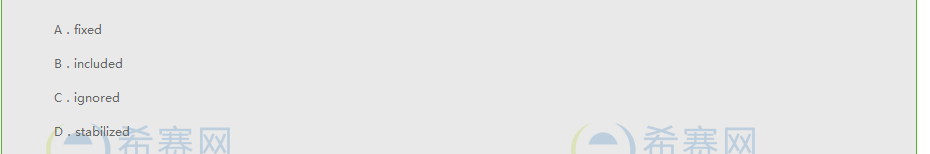 A . fixed
B . included
C . ignored
D . stabilized
希赛网 希赛网